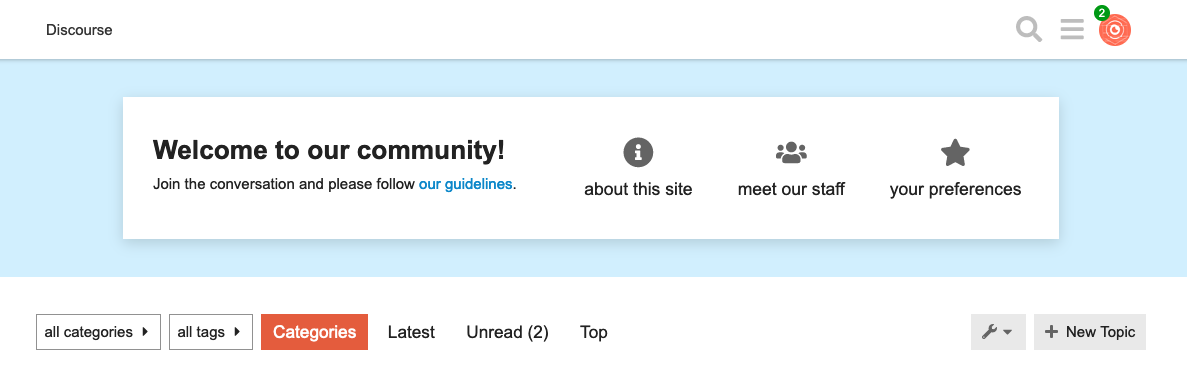 Discourse
2
Welcome to our community!
Join the conversation and please follow our guidelines.
about this site
meet our staff
your preferences
all categories
all tags
Categories
Latest
Unread (2)
Top
New Topic